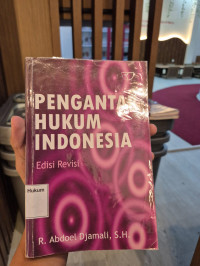 PENGANTA
HUKUM
INDONESIA
Edisi Revisi
Hukum
R. Abdoel Djamali, S.H.